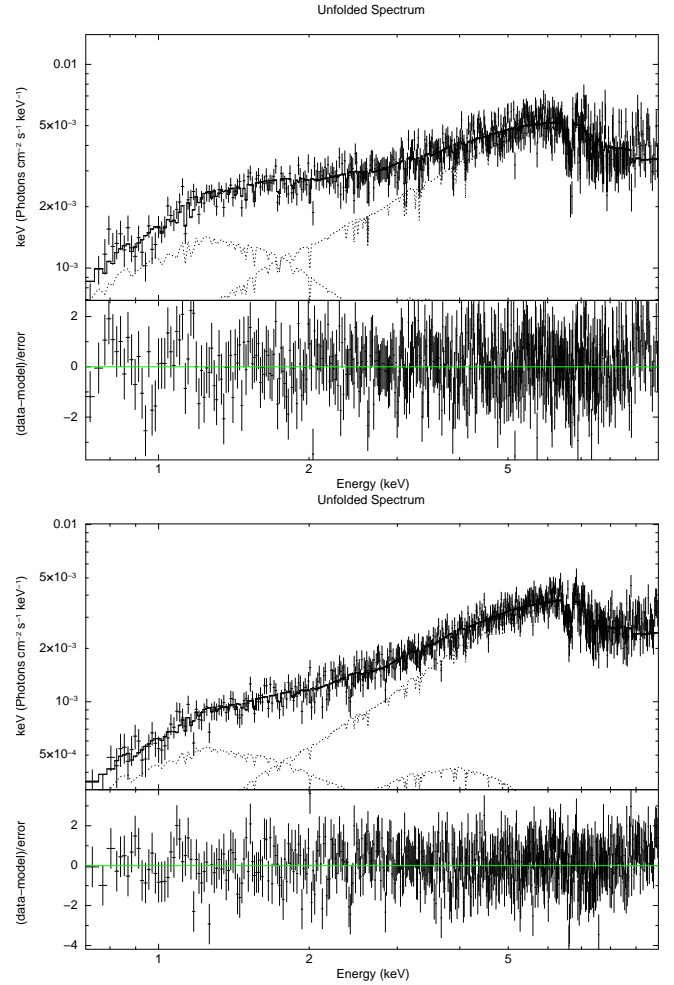 Unfolded Spectrum
0.01
5×10⁻³
2×10⁻³
10⁻³
keV (Photons cm⁻² s⁻¹ keV⁻¹)
2
0
−2
(data−model)/error
1 2 5
Energy (keV)
Unfolded Spectrum
0.01
5×10⁻³
2×10⁻³
10⁻³
5×10⁻⁴
keV (Photons cm⁻² s⁻¹ keV⁻¹)
2
0
−2
−4
(data−model)/error
1 2 5
Energy (keV)